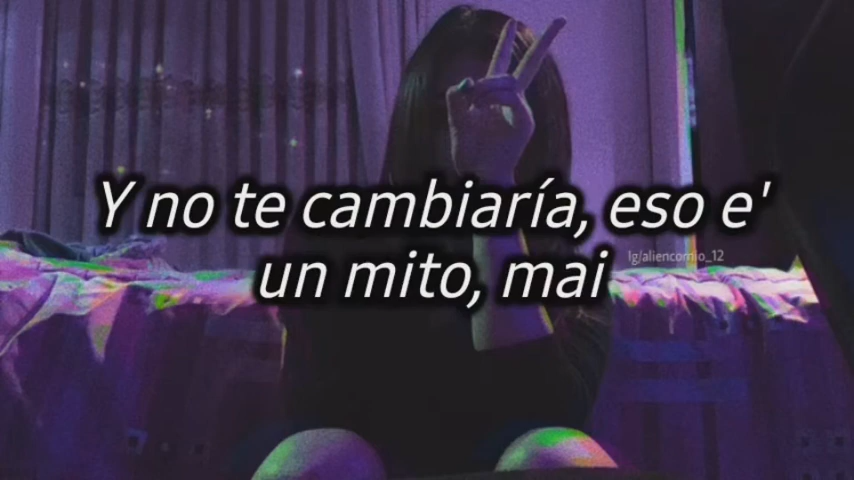 Y no te cambiaría, eso e'
un mito, mai
Ig/aliencornio_12